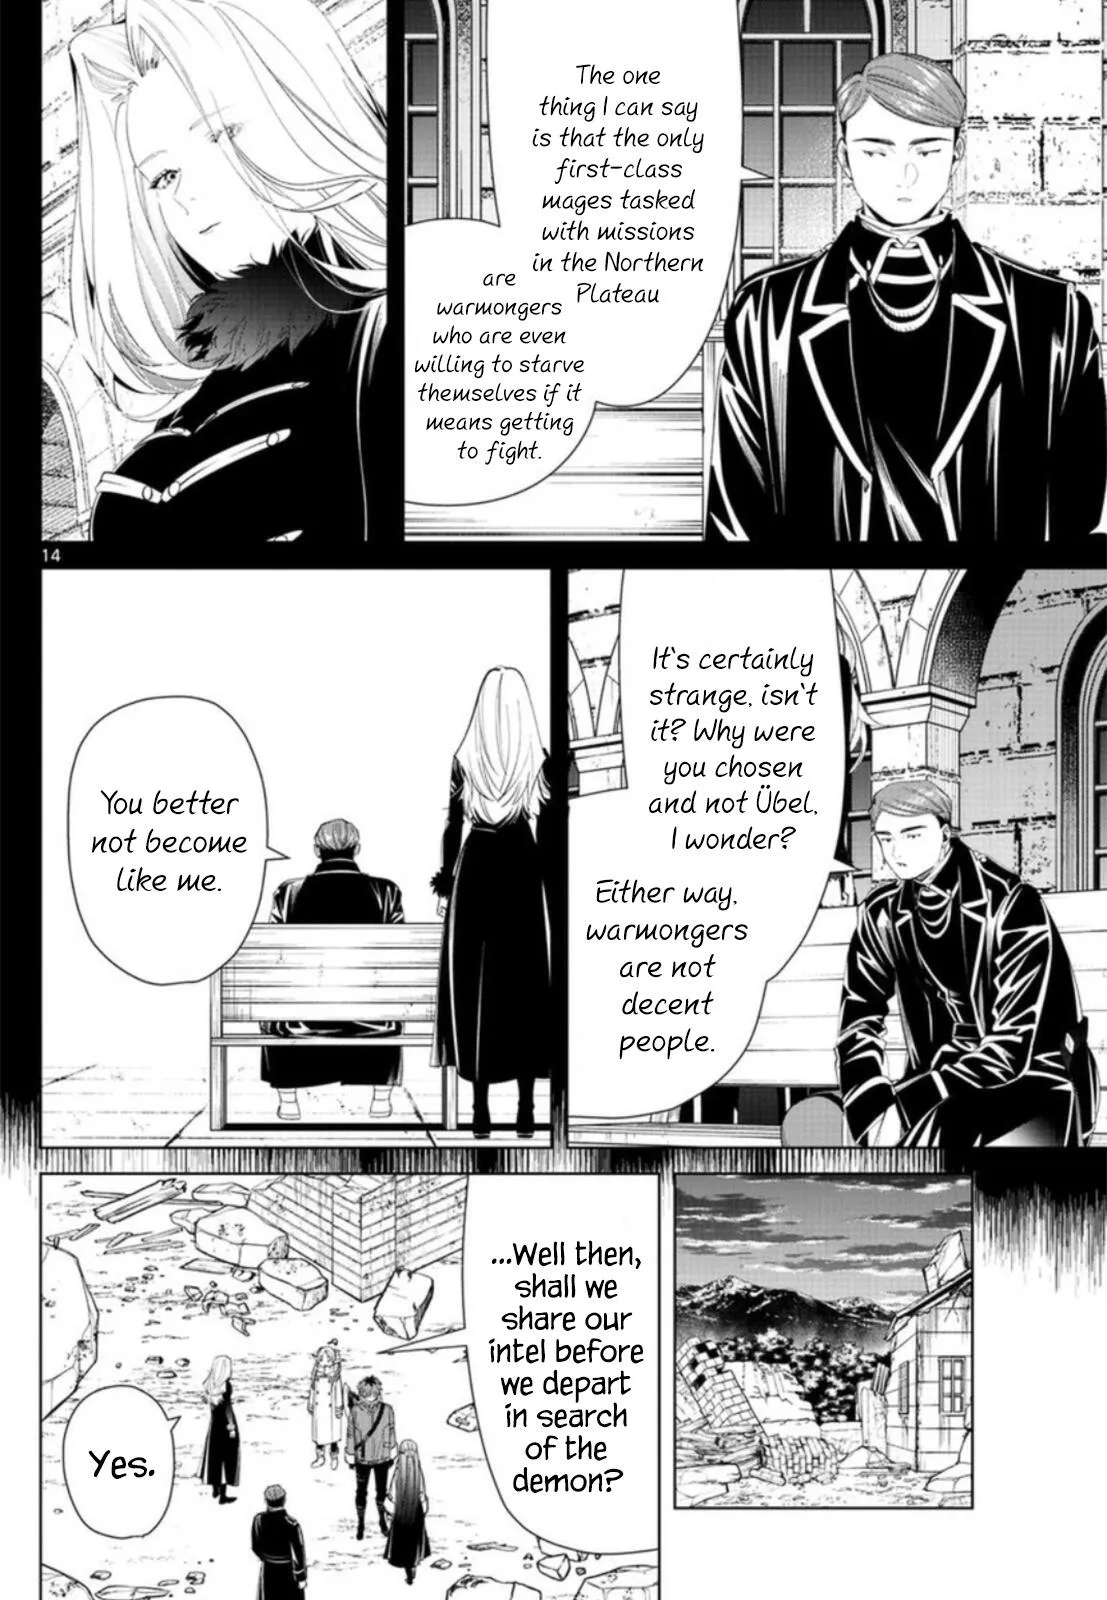 The one
thing I can say
is that the only
first-class
mages tasked
with missions
in the Northern
Plateau
are
warmongers
who are even
willing to starve
themselves if it
means getting
to fight.
14
It's certainly
strange, isn't
it? Why were
you chosen
and not Übel,
I wonder?
Either way,
warmongers
are not
decent
people.
You better
not become
like me.
...Well then,
shall we
share our
intel before
we depart
in search
of the
demon?
Yes.